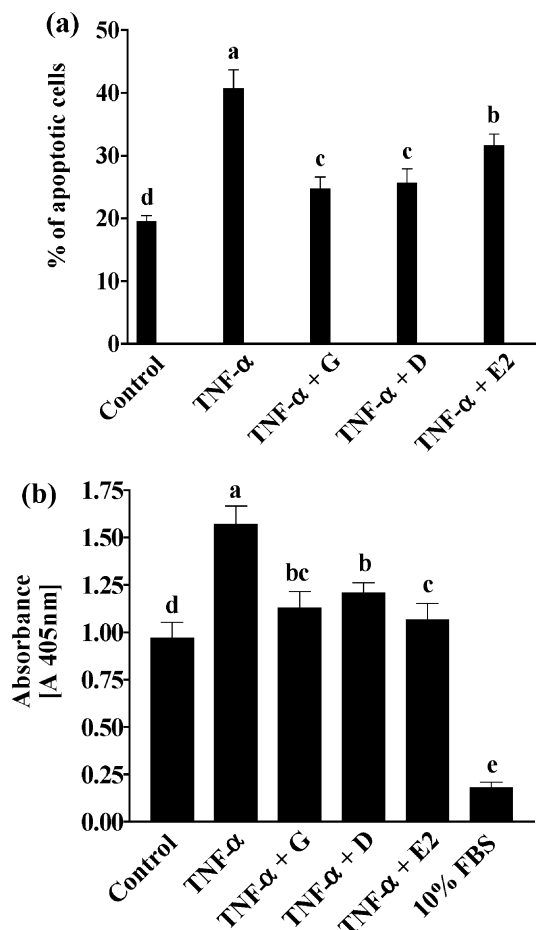 (a)
% of apoptotic cells
50
40
30
20
10
0
d
a
c
c
b
Control
TNF-α
TNF-α + G
TNF-α + D
TNF-α + E2
(b)
Absorbance
[A 405nm]
1.75
1.50
1.25
1.00
0.75
0.50
0.25
0.00
d
a
bc
b
c
e
Control
TNF-α
TNF-α + G
TNF-α + D
TNF-α + E2
10% FBS